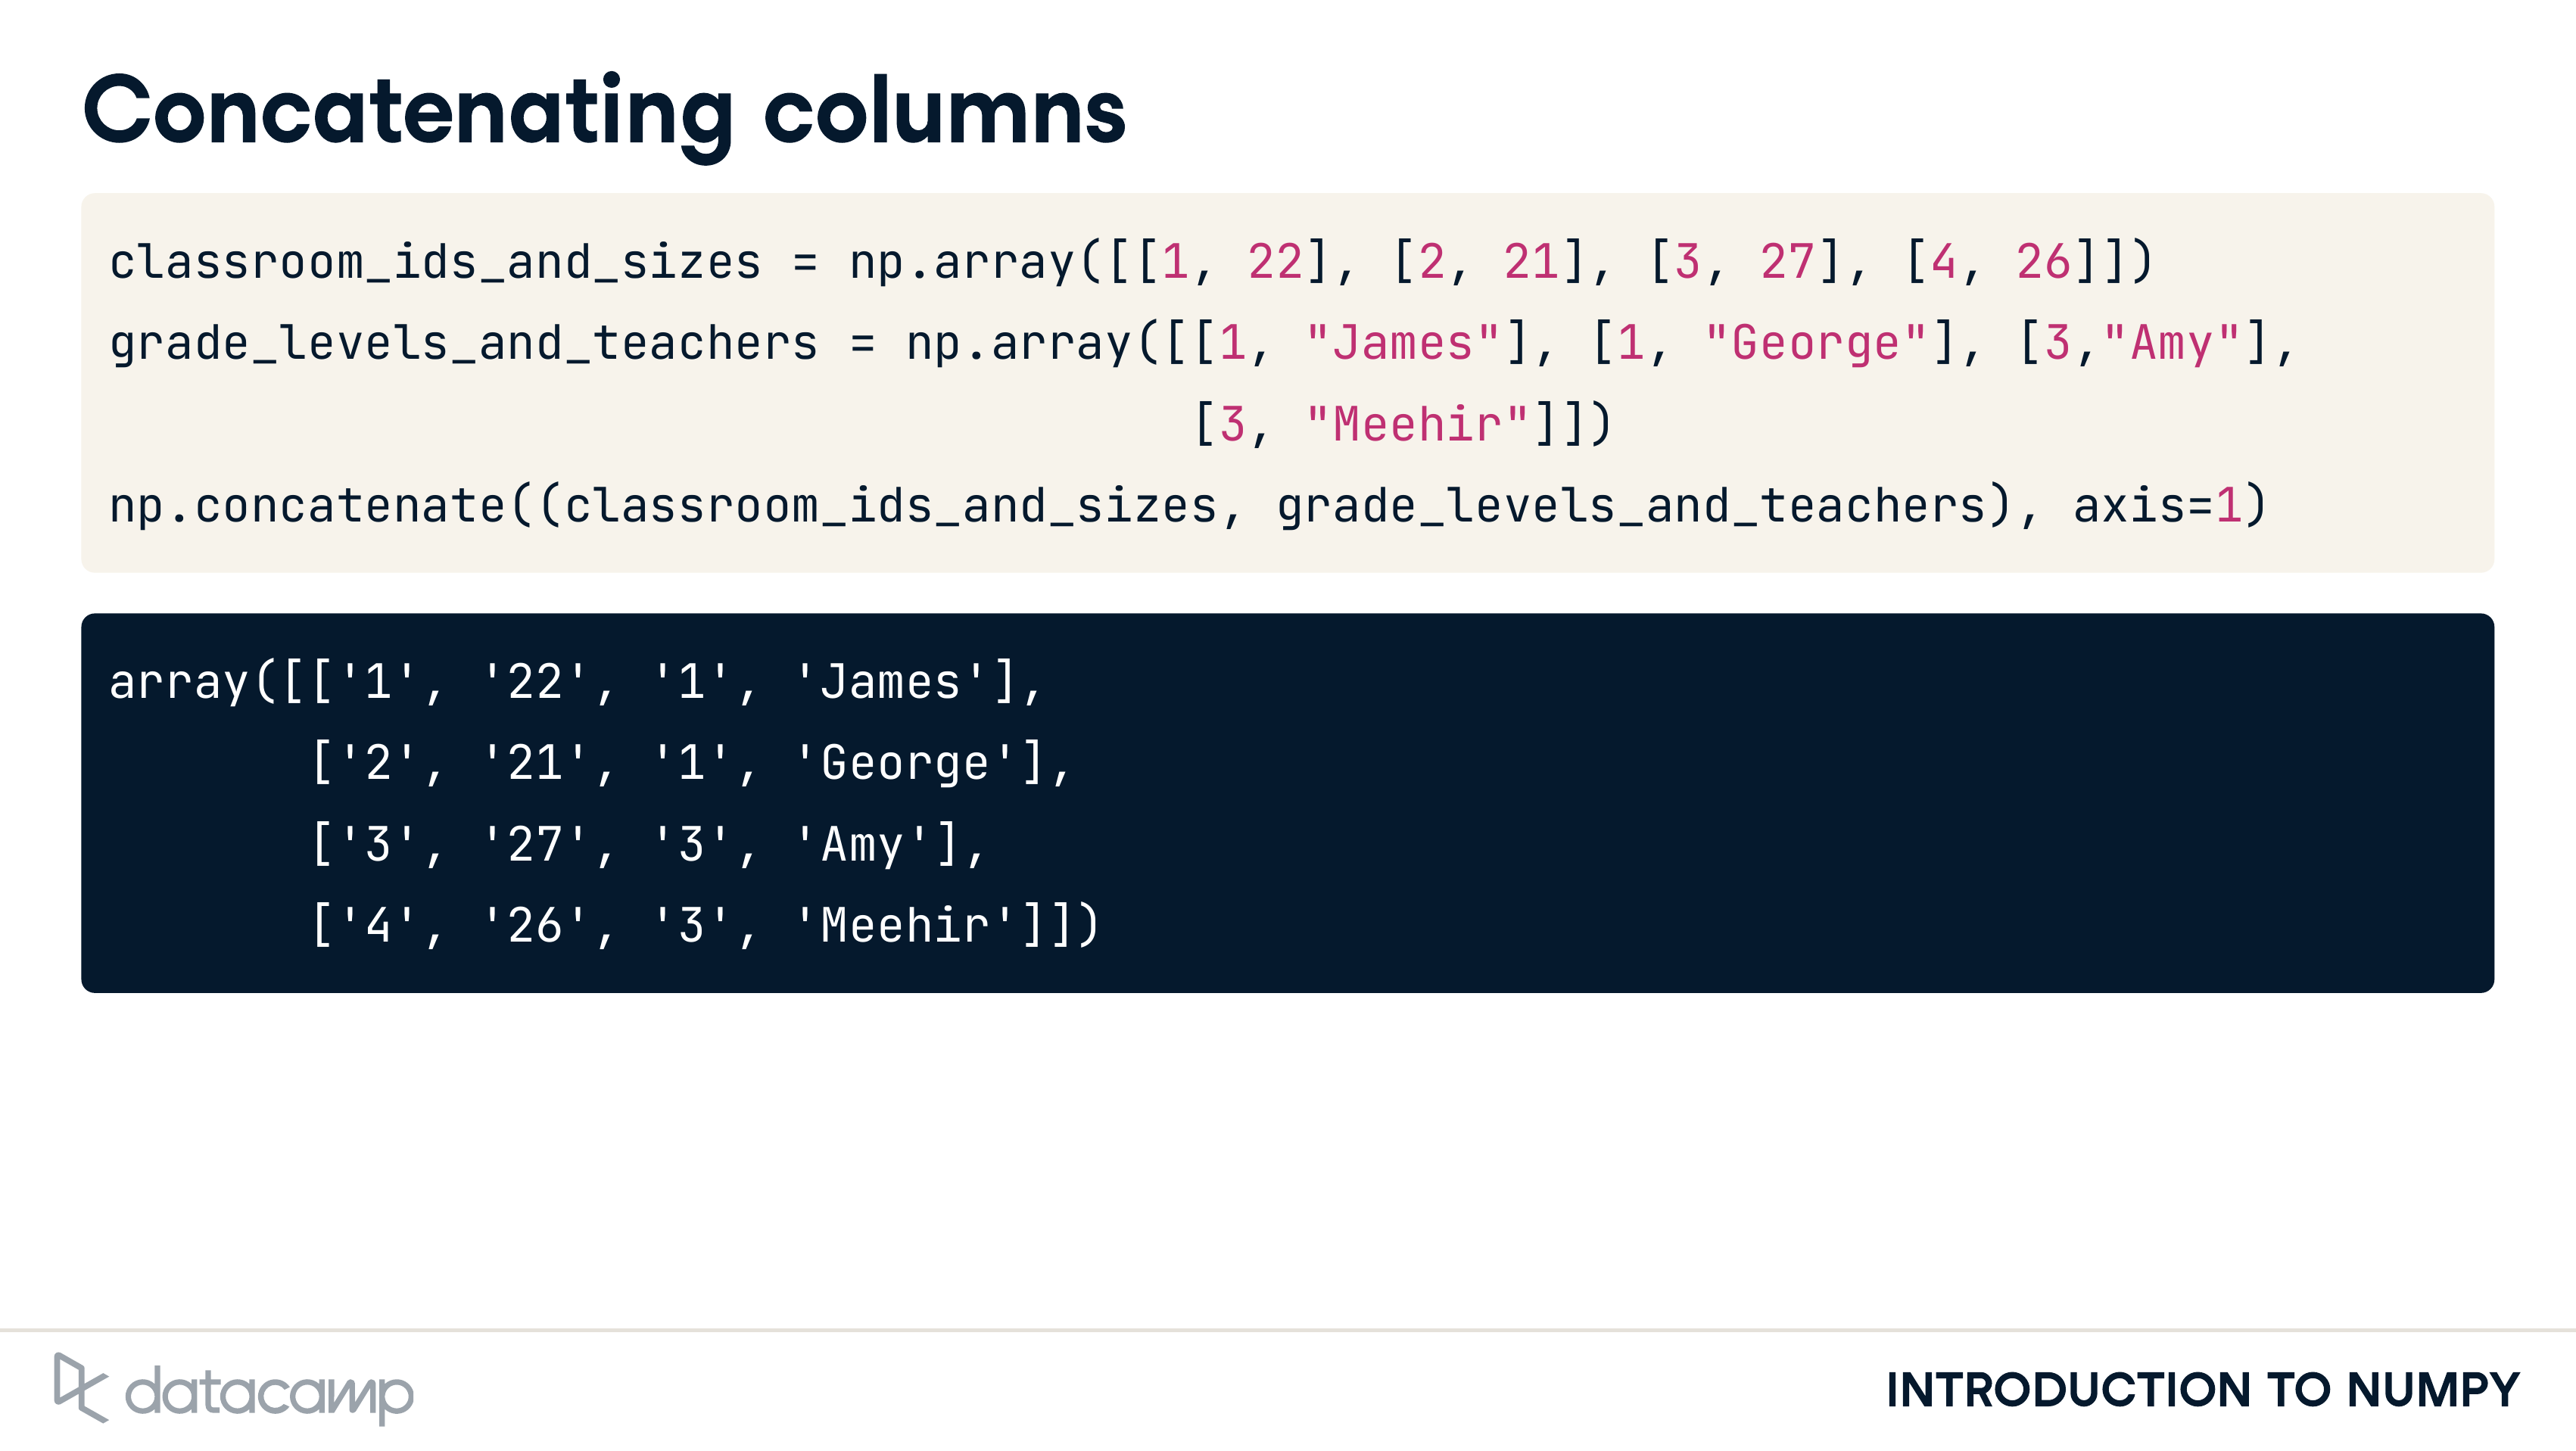 Concatenating columns
classroom_ids_and_sizes = np.array([[1, 22], [2, 21], [3, 27], [4, 26]])
grade_levels_and_teachers = np.array([[1, "James"], [1, "George"], [3,"Amy"],
[3, "Meehir"]])
np.concatenate((classroom_ids_and_sizes, grade_levels_and_teachers), axis=1)
array([['1', '22', '1', 'James'],
['2', '21', '1', 'George'],
['3', '27', '3', 'Amy'],
['4', '26', '3', 'Meehir']])
datacamp
INTRODUCTION TO NUMPY